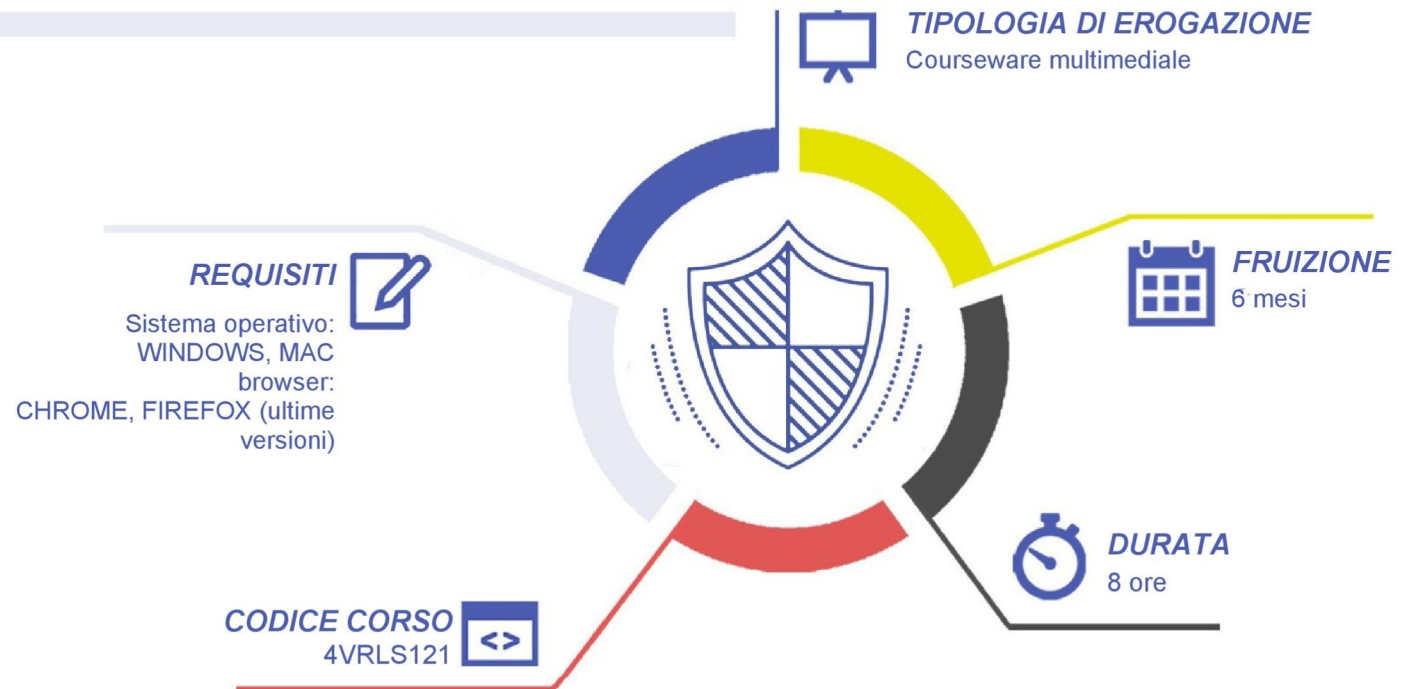 TIPOLOGIA DI EROGAZIONE
Courseware multimediale
REQUISITI
Sistema operativo:
WINDOWS, MAC
browser:
CHROME, FIREFOX (ultime
versioni)
FRUIZIONE
6 mesi
DURATA
8 ore
CODICE CORSO
4VRLS121
<>